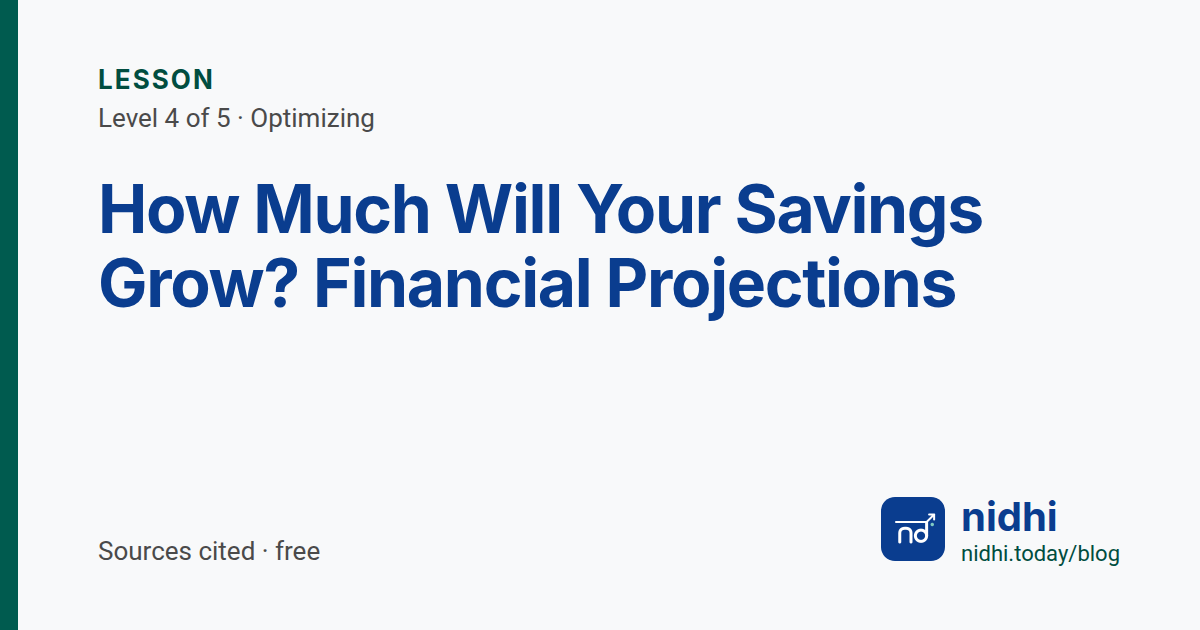 LESSON
Level 4 of 5 · Optimizing
How Much Will Your Savings
Grow? Financial Projections
Sources cited · free
nd
nidhi
nidhi.today/blog